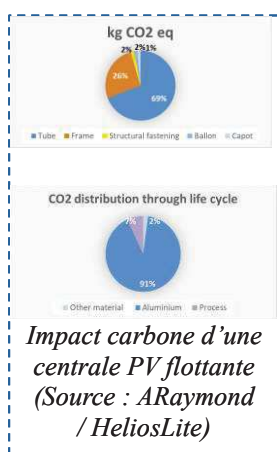 kg CO2 eq
2% 2% 1%
26%
69%
Tube Frame Structural fastening Ballon Capot
CO2 distribution through life cycle
7% 2%
91%
Other material Aluminium Process
Impact carbone d’une
centrale PV flottante
(Source : ARaymond
/ HeliosLite)